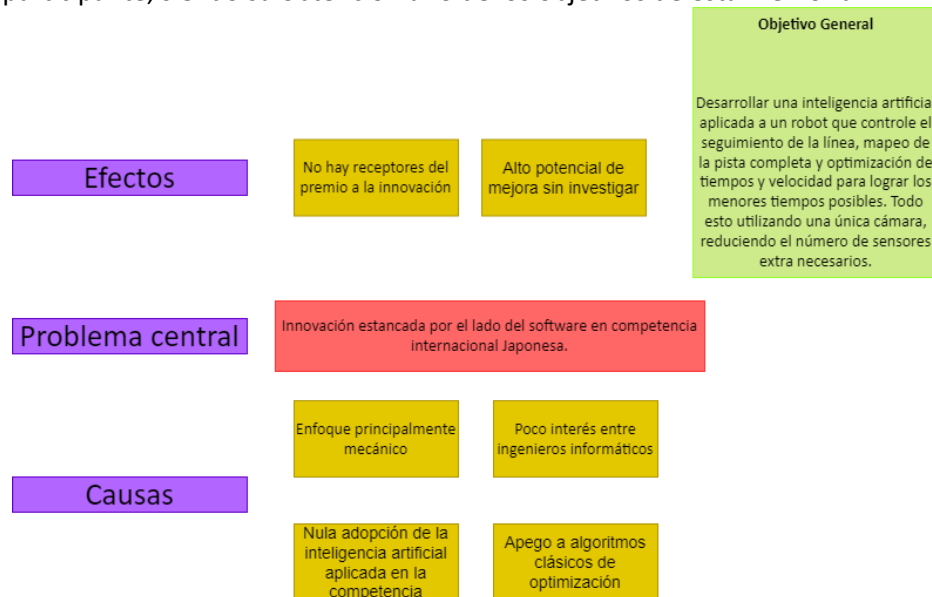 Objetivo General
Desarrollar una inteligencia artificial
aplicada a un robot que controle el
seguimiento de la línea, mapeo de
la pista completa y optimización de
tiempos y velocidad para lograr los
menores tiempos posibles. Todo
esto utilizando una única cámara,
reduciendo el número de sensores
extra necesarios.
Efectos
No hay receptores del
premio a la innovación
Alto potencial de
mejora sin investigar
Problema central
Innovación estancada por el lado del software en competencia
internacional Japonesa.
Enfoque principalmente
mecánico
Poco interés entre
ingenieros informáticos
Causas
Nula adopción de la
inteligencia artificial
aplicada en la
competencia
Apego a algoritmos
clásicos de
optimización